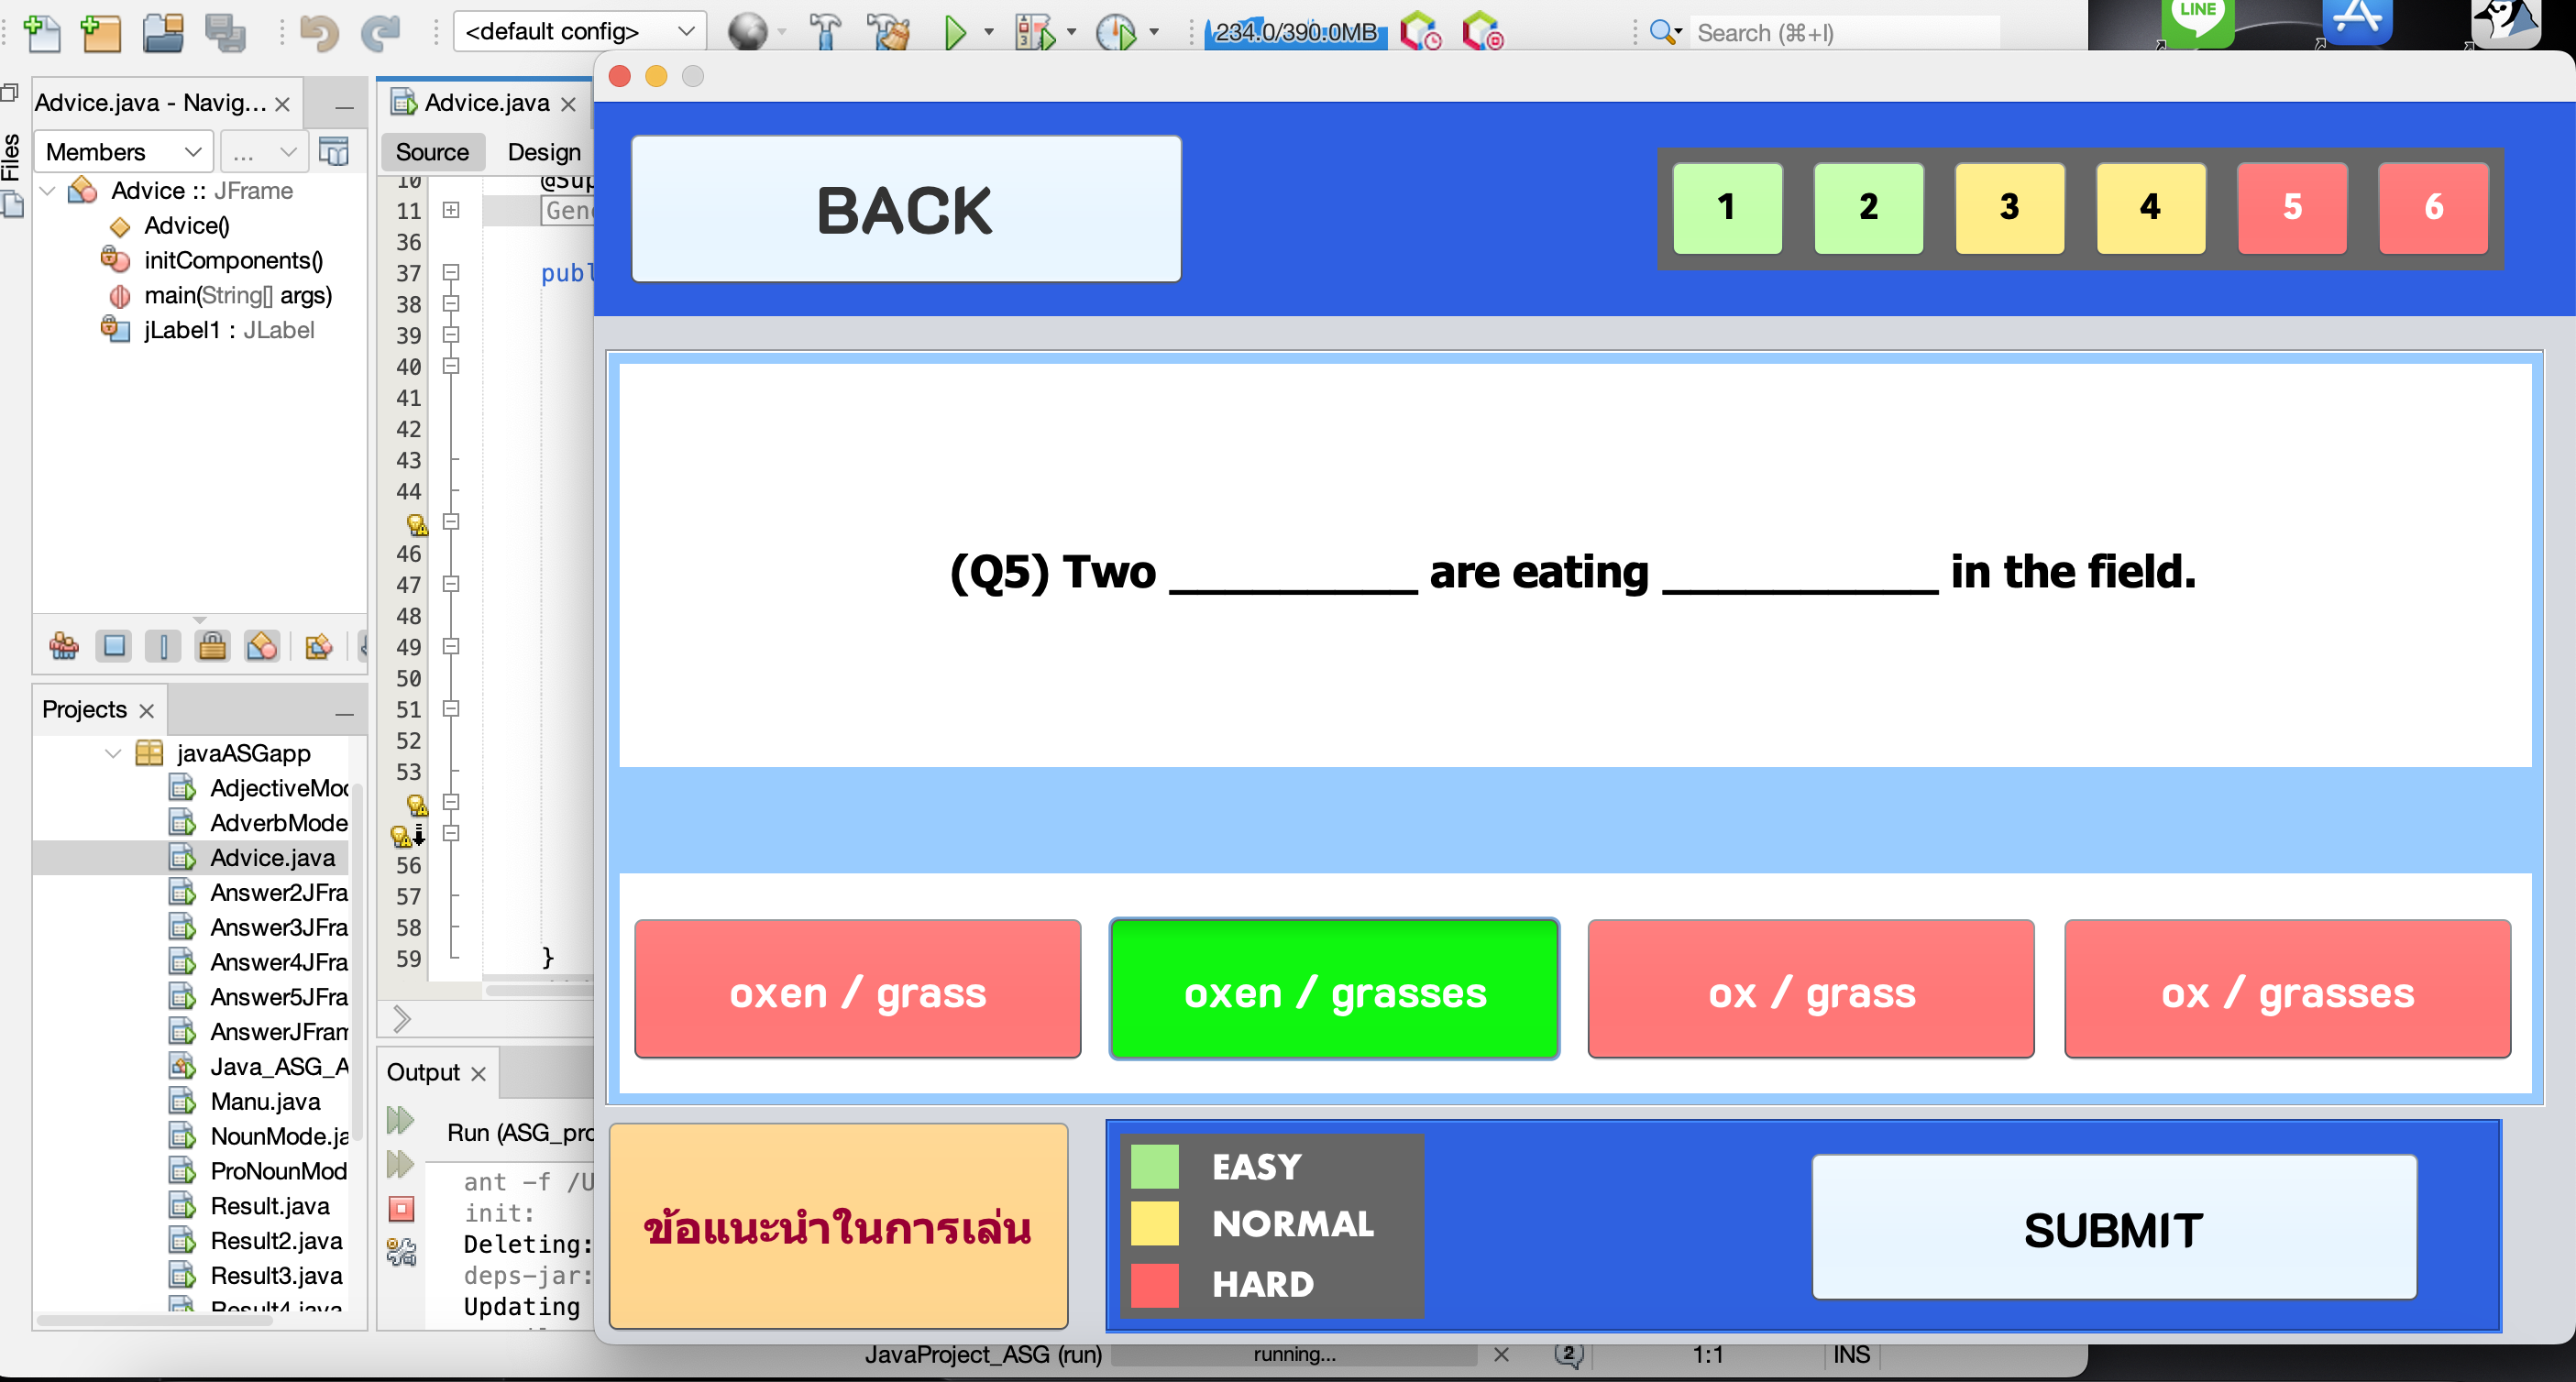 <default config>
234.0/390.0MB
Search (⌘+I)
LINE
Files
Advice.java - Navig...
Members
...
Advice :: JFrame
Advice()
initComponents()
main(String[] args)
jLabel1 : JLabel
Projects
javaASGapp
AdjectiveMod
AdverbMode
Advice.java
Answer2JFra
Answer3JFra
Answer4JFra
Answer5JFra
AnswerJFram
Java_ASG_A
Manu.java
NounMode.ja
ProNounMod
Result.java
Result2.java
Result3.java
Result4.java
Advice.java
Source Design
10 @Sup
11 Gene
36
37 publ
38
39
40
41
42
43
44
46
47
48
49
50
51
52
53
56
57
58
59 }
Output
Run (ASG_pro
ant -f /U
init:
Deleting:
deps-jar:
Updating
BACK
1 2 3 4 5 6
(Q5) Two _________ are eating __________ in the field.
oxen / grass
oxen / grasses
ox / grass
ox / grasses
ข้อแนะนำในการเล่น
EASY
NORMAL
HARD
SUBMIT
JavaProject_ASG (run) running... 2 1:1 INS